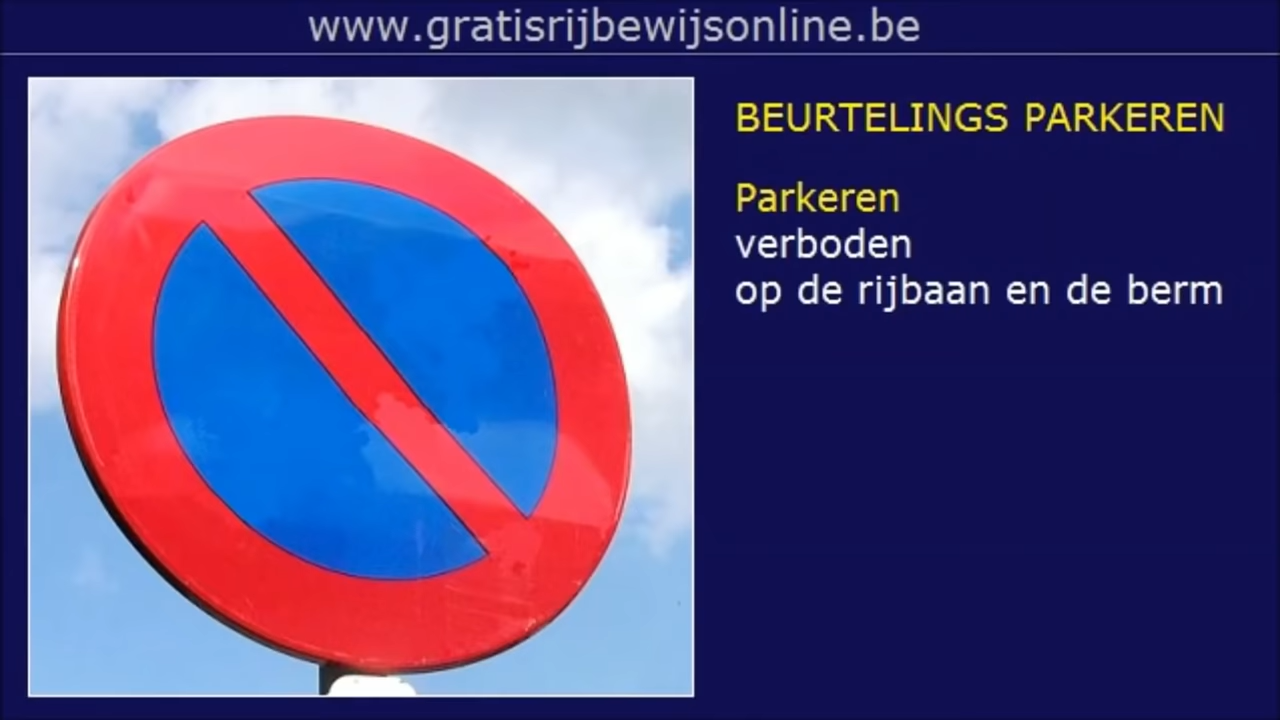 www.gratisrijbewijsonline.be
BEURTELINGS PARKEREN
Parkeren
verboden
op de rijbaan en de berm